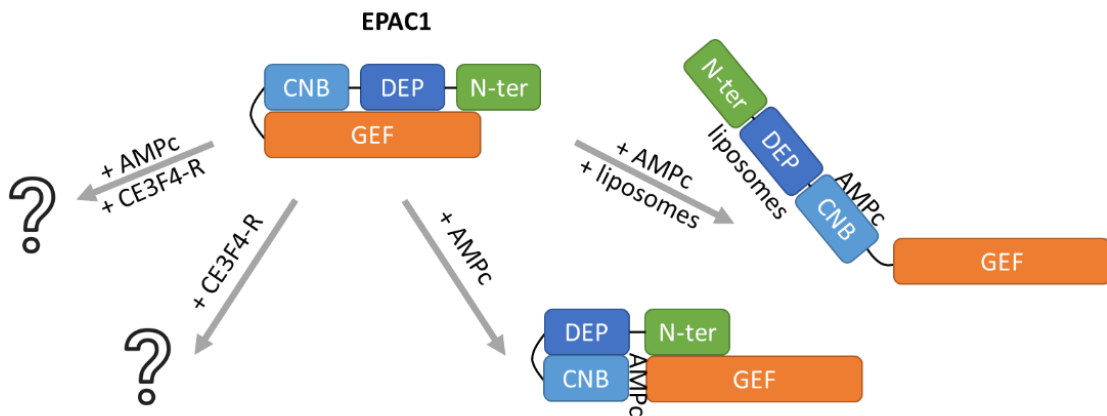 EPAC1
CNB DEP N-ter
GEF
+ AMPc
+ CE3F4-R
?
+ CE3F4-R
?
+ AMPc
+ AMPc
+ liposomes
N-ter
DEP
liposomes
CNB
AMPc
GEF
DEP N-ter
CNB AMPc GEF